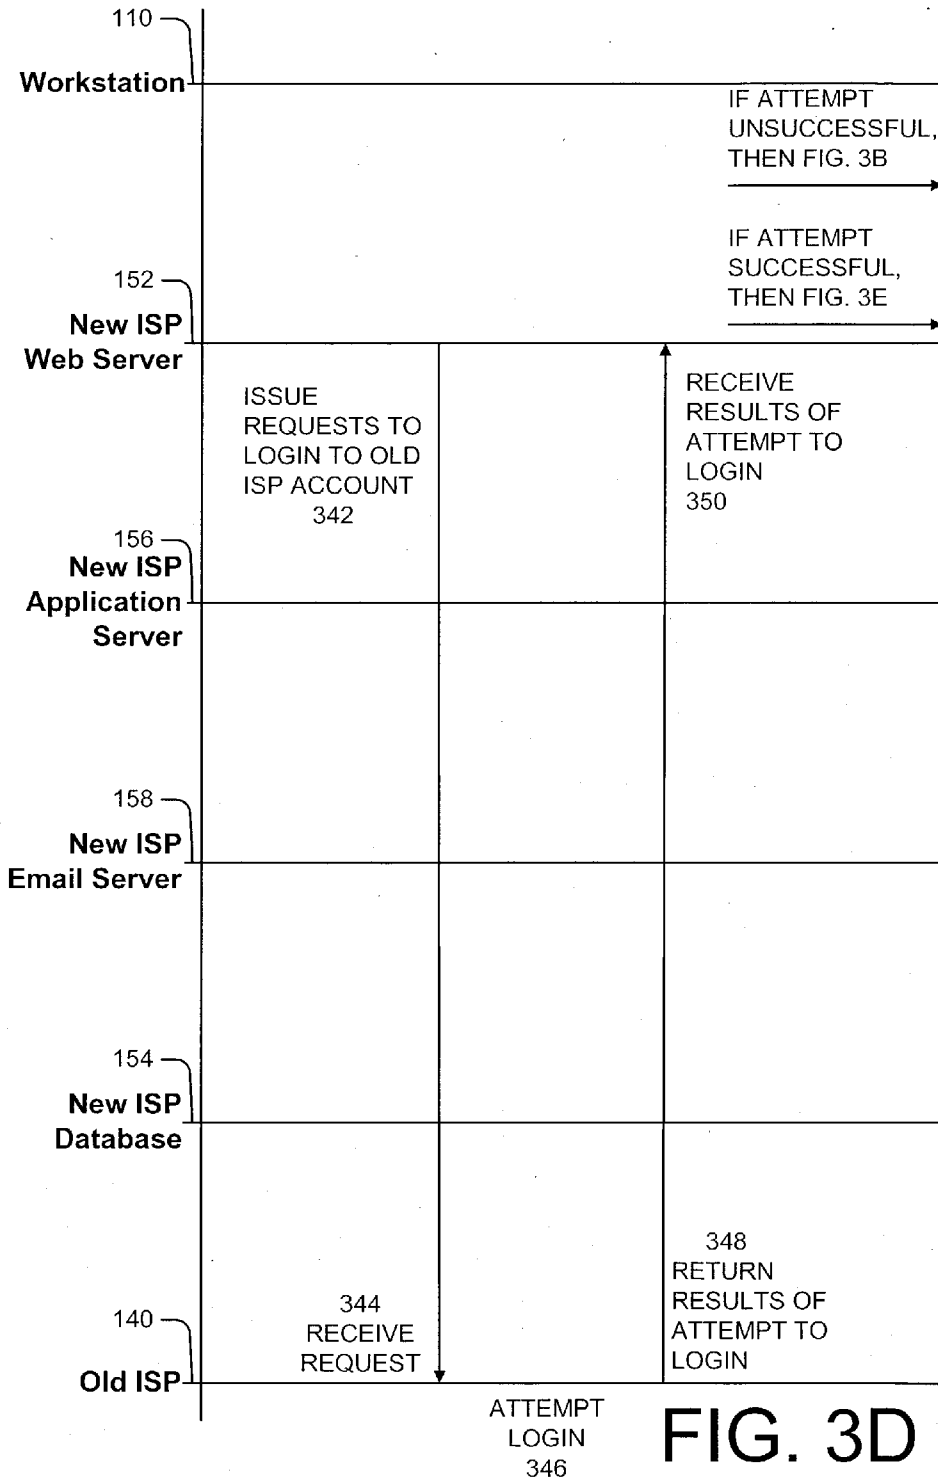 110
Workstation
IF ATTEMPT
UNSUCCESSFUL,
THEN FIG. 3B
IF ATTEMPT
SUCCESSFUL,
THEN FIG. 3E
152
New ISP
Web Server
ISSUE
REQUESTS TO
LOGIN TO OLD
ISP ACCOUNT
342
RECEIVE
RESULTS OF
ATTEMPT TO
LOGIN
350
156
New ISP
Application
Server
158
New ISP
Email Server
154
New ISP
Database
348
RETURN
RESULTS OF
ATTEMPT TO
LOGIN
344
RECEIVE
REQUEST
140
Old ISP
ATTEMPT
LOGIN
346
FIG. 3D